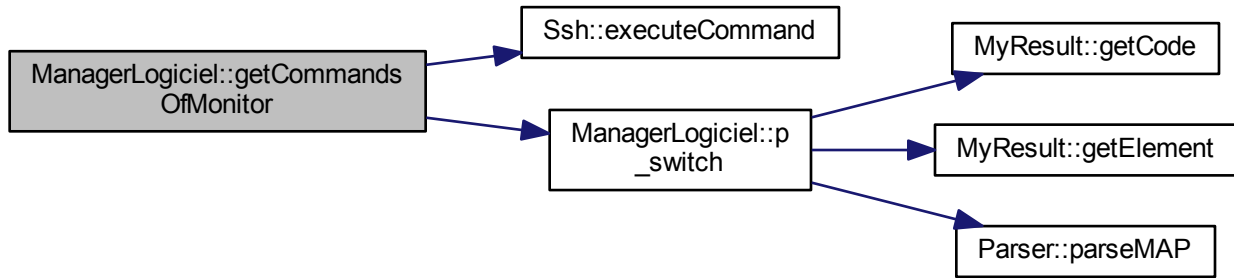 ManagerLogiciel::getCommands
OfMonitor
Ssh::executeCommand
ManagerLogiciel::p
_switch
MyResult::getCode
MyResult::getElement
Parser::parseMAP